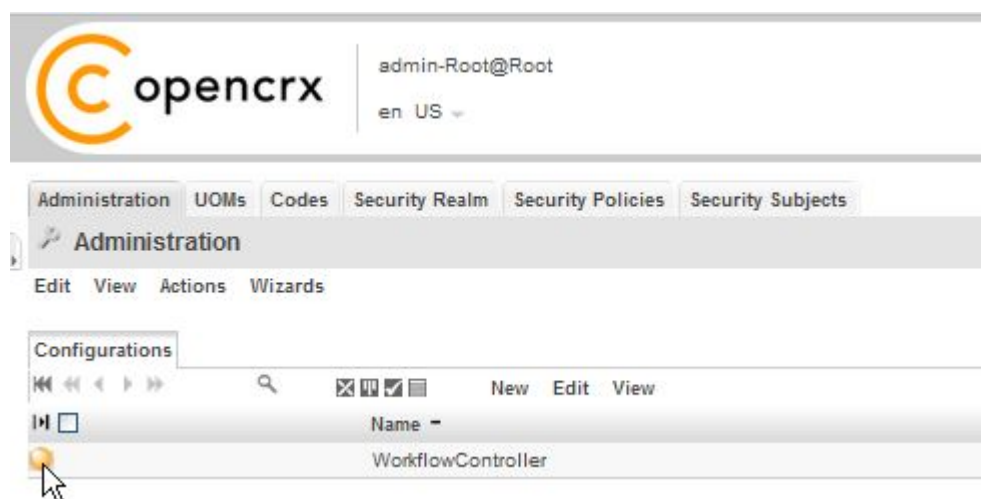 opencrx
admin-Root@Root
en US
Administration UOMs Codes Security Realm Security Policies Security Subjects
Administration
Edit View Actions Wizards
Configurations
New Edit View
Name
WorkflowController